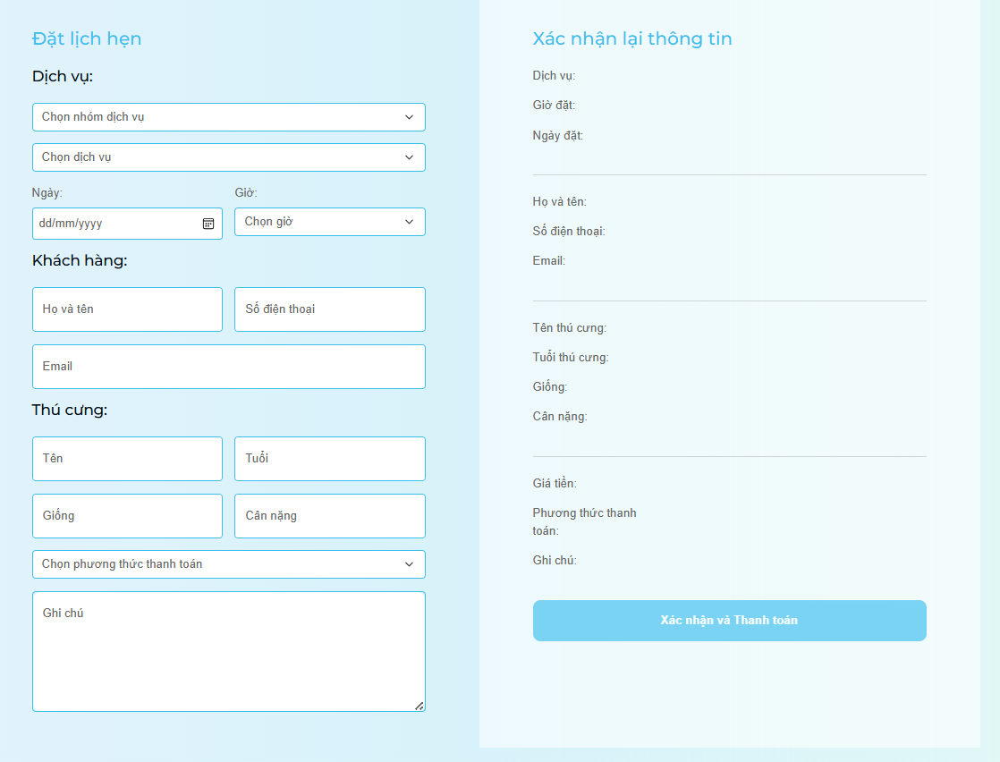 Đặt lịch hẹn
Dịch vụ:
Chọn nhóm dịch vụ
Chọn dịch vụ
Ngày:
Giờ:
dd/mm/yyyy
Chọn giờ
Khách hàng:
Họ và tên
Số điện thoại
Email
Thú cưng:
Tên
Tuổi
Giống
Cân nặng
Chọn phương thức thanh toán
Ghi chú
Xác nhận lại thông tin
Dịch vụ:
Giờ đặt:
Ngày đặt:
Họ và tên:
Số điện thoại:
Email:
Tên thú cưng:
Tuổi thú cưng:
Giống:
Cân nặng:
Giá tiền:
Phương thức thanh
toán:
Ghi chú:
Xác nhận và Thanh toán